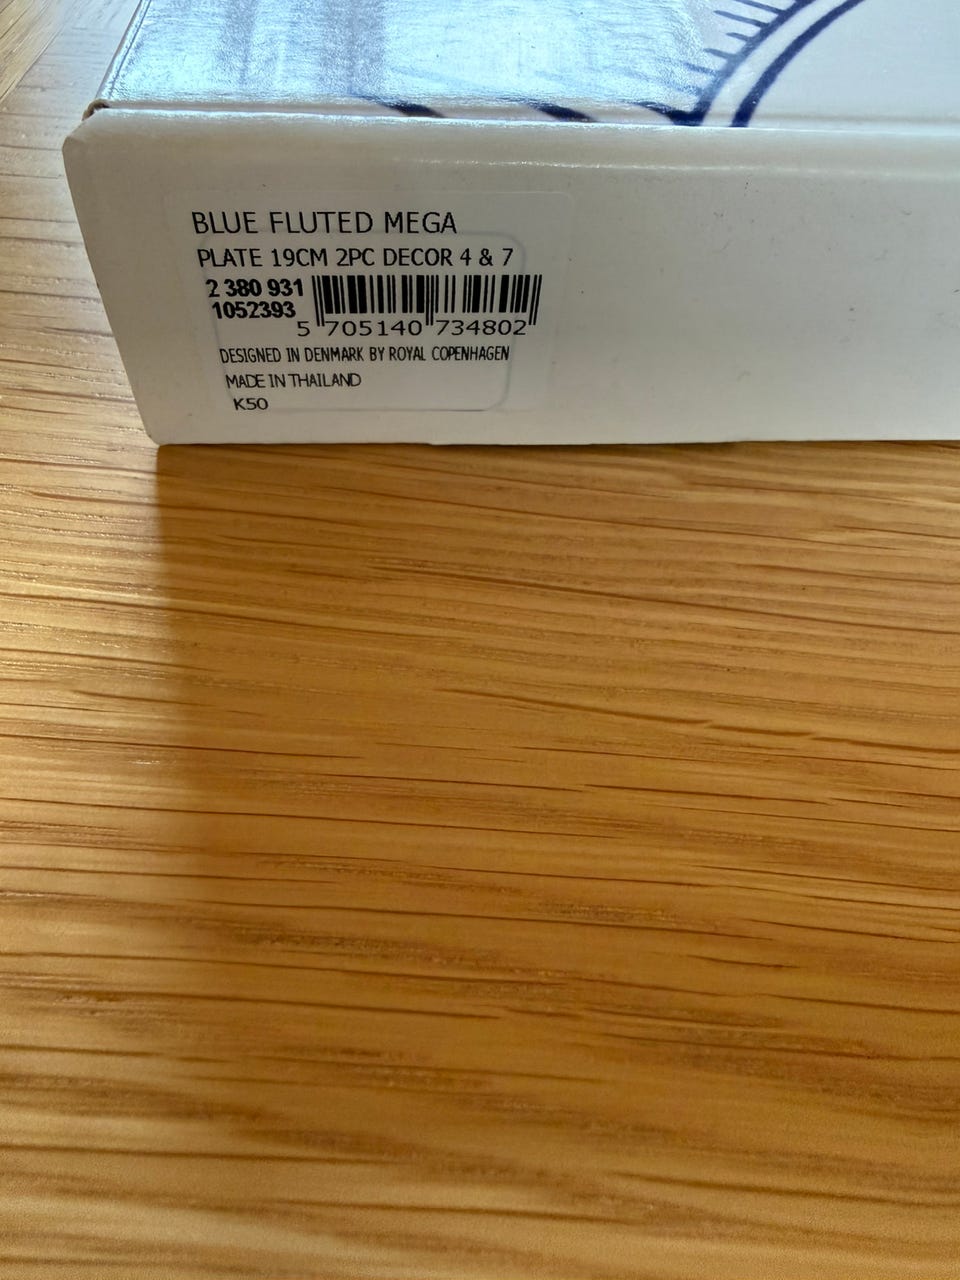 BLUE FLUTED MEGA
PLATE 19CM 2PC DECOR 4 & 7
2 380 931
1052393
5 705140 734802
DESIGNED IN DENMARK BY ROYAL COPENHAGEN
MADE IN THAILAND
K50